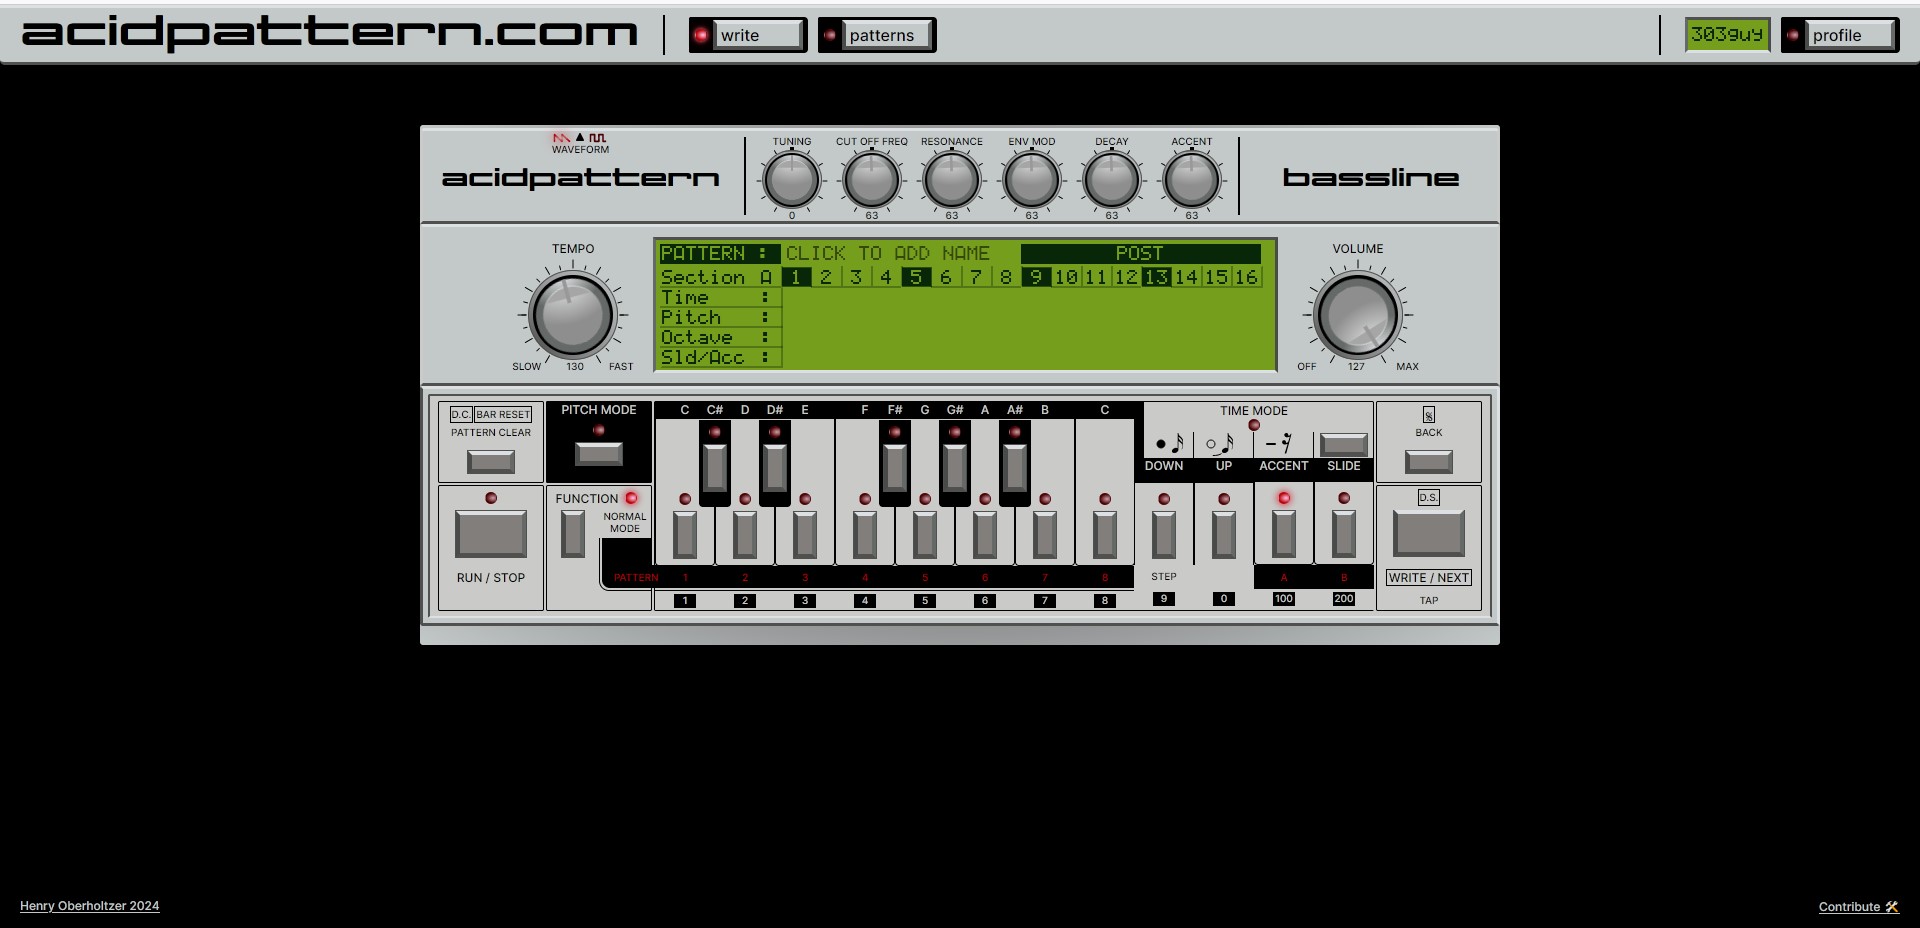 acidpattern.com write patterns 303guy profile
WAVEFORM
acidpattern
TUNING CUT OFF FREQ RESONANCE ENV MOD DECAY ACCENT
0 63 63 63 63 63
bassline
TEMPO
SLOW 130 FAST
PATTERN : CLICK TO ADD NAME POST
Section A 1 2 3 4 5 6 7 8 9 10 11 12 13 14 15 16
Time :
Pitch :
Octave :
Sld/Acc :
VOLUME
OFF 127 MAX
D.C. BAR RESET
PATTERN CLEAR
PITCH MODE
C C# D D# E F F# G G# A A# B C
TIME MODE
DOWN UP ACCENT SLIDE
BACK
RUN / STOP
FUNCTION
NORMAL
MODE
PATTERN 1 2 3 4 5 6 7 8
STEP
A B
1 2 3 4 5 6 7 8 9 0 100 200
D.S.
WRITE / NEXT
TAP
Henry Oberholtzer 2024
Contribute 🛠